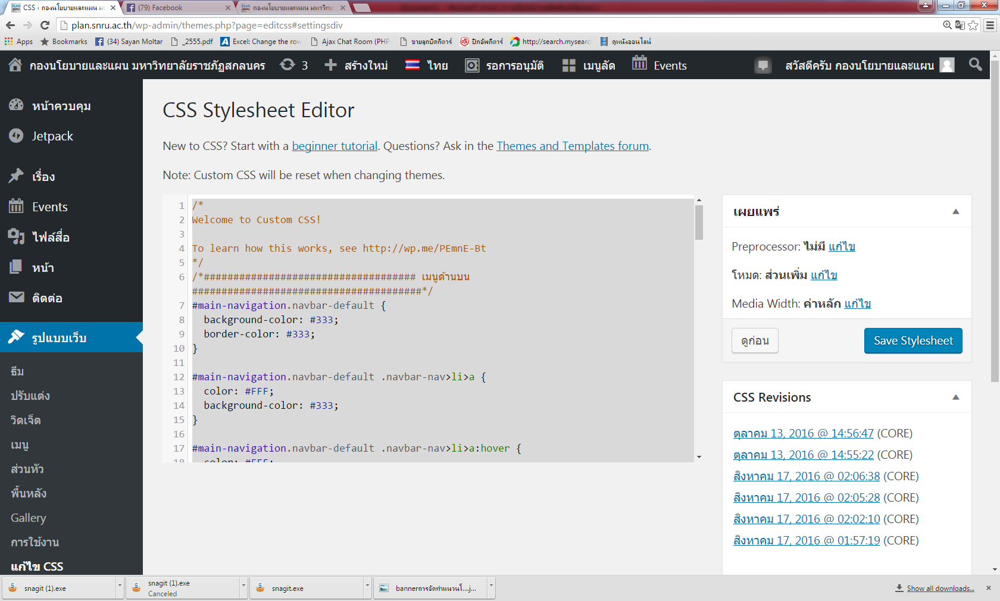 CSS ‹ กองนโยบายและแผน มห
(79) Facebook
กองนโยบายและแผน มหาวิทยา
plan.snru.ac.th/wp-admin/themes.php?page=editcss#settingsdiv
Apps
Bookmarks
(34) Sayan Moltar
_2555.pdf
Excel: Change the row
Ajax Chat Room (PHP
ขายลูกบิดกีตาร์
ปิกอัพกีตาร์
http://search.mysearc
ดูหนังออนไลน์
กองนโยบายและแผน มหาวิทยาลัยราชภัฏสกลนคร
3
สร้างใหม่
ไทย
รอการอนุมัติ
เมนูลัด
Events
สวัสดีครับ กองนโยบายและแผน
หน้าควบคุม
Jetpack
เรื่อง
Events
ไฟล์สื่อ
หน้า
ติดต่อ
รูปแบบเว็บ
ธีม
ปรับแต่ง
วิดเจ็ต
เมนู
ส่วนหัว
พื้นหลัง
Gallery
การใช้งาน
แก้ไข CSS
CSS Stylesheet Editor
New to CSS? Start with a beginner tutorial. Questions? Ask in the Themes and Templates forum.
Note: Custom CSS will be reset when changing themes.
1 /*
2 Welcome to Custom CSS!
3
4 To learn how this works, see http://wp.me/PEmnE-Bt
5 */
6 /*#################################### เมนูด้านบน
#######################################*/
7 #main-navigation.navbar-default {
8 background-color: #333;
9 border-color: #333;
10 }
11
12 #main-navigation.navbar-default .navbar-nav>li>a {
13 color: #FFF;
14 background-color: #333;
15 }
16
17 #main-navigation.navbar-default .navbar-nav>li>a:hover {
18 color: #FFF;
เผยแพร่
Preprocessor: ไม่มี แก้ไข
โหมด: ส่วนเพิ่ม แก้ไข
Media Width: ค่าหลัก แก้ไข
ดูก่อน
Save Stylesheet
CSS Revisions
ตุลาคม 13, 2016 @ 14:56:47 (CORE)
ตุลาคม 13, 2016 @ 14:55:22 (CORE)
สิงหาคม 17, 2016 @ 02:06:38 (CORE)
สิงหาคม 17, 2016 @ 02:05:28 (CORE)
สิงหาคม 17, 2016 @ 02:02:10 (CORE)
สิงหาคม 17, 2016 @ 01:57:19 (CORE)
snagit (1).exe
snagit (1).exe
Canceled
snagit.exe
bannerการจัดทำแนวนโ....j...
Show all downloads...